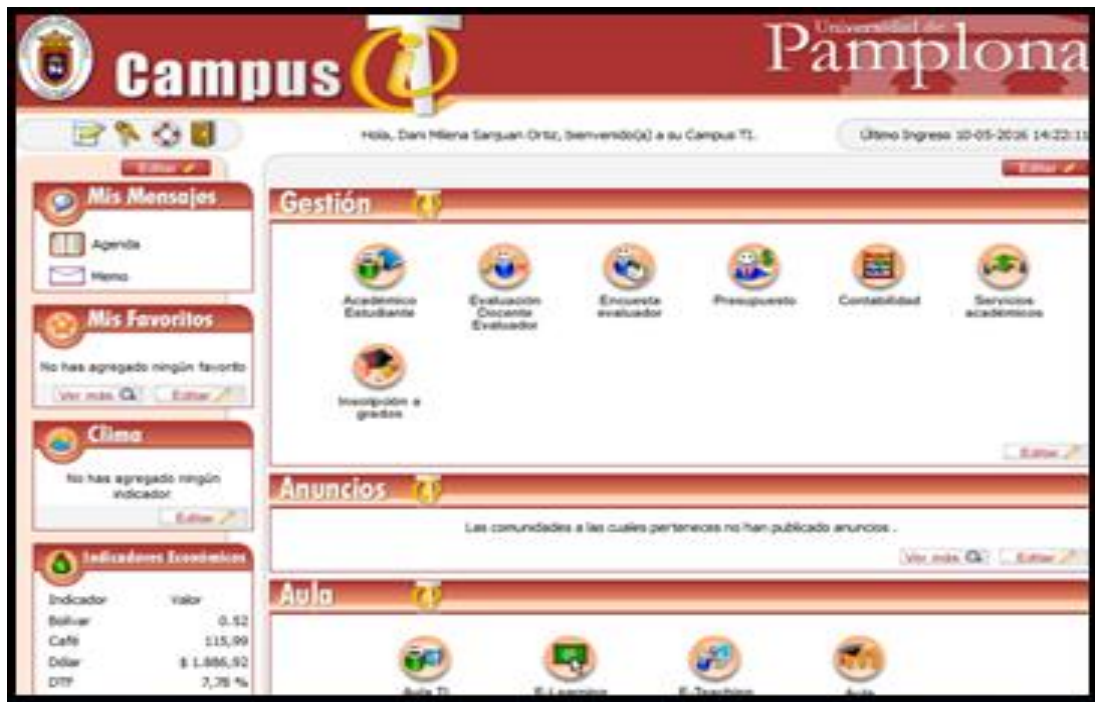 Campus TI
Universidad de
Pamplona
Hola, Dani Milena Sanjuan Ortiz, bienvenido(a) a su Campus TI.
Último Ingreso 10-05-2016 14:22:11
Editar
Editar
Mis Mensajes
Agenda
Memo
Mis Favoritos
No has agregado ningún favorito
Ver más
Editar
Clima
No has agregado ningún
indicador
Editar
Indicadores Económicos
Indicador Valor
Bolivar 0.52
Café 115,99
Dólar $ 1.886,92
DTF 7,78 %
Gestión
Académico
Estudiante
Evaluación
Docente
Evaluador
Encuesta
evaluador
Presupuesto
Contabilidad
Servicios
académicos
Inscripción a
grados
Editar
Anuncios
Las comunidades a las cuales perteneces no han publicado anuncios .
Ver más
Editar
Aula
Aula TI
E-Learning
E-Teaching
Aula